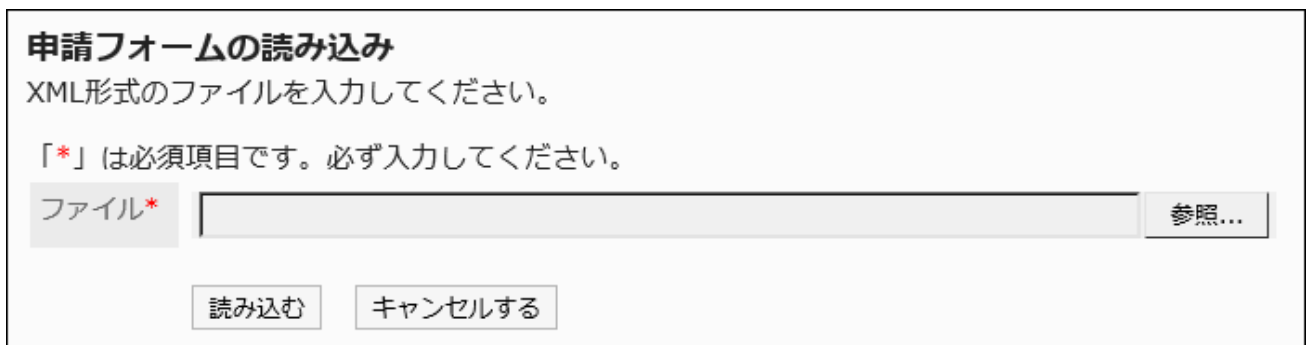 申請フォームの読み込み
XML形式のファイルを入力してください。
「*」は必須項目です。必ず入力してください。
ファイル* 参照...
読み込む キャンセルする